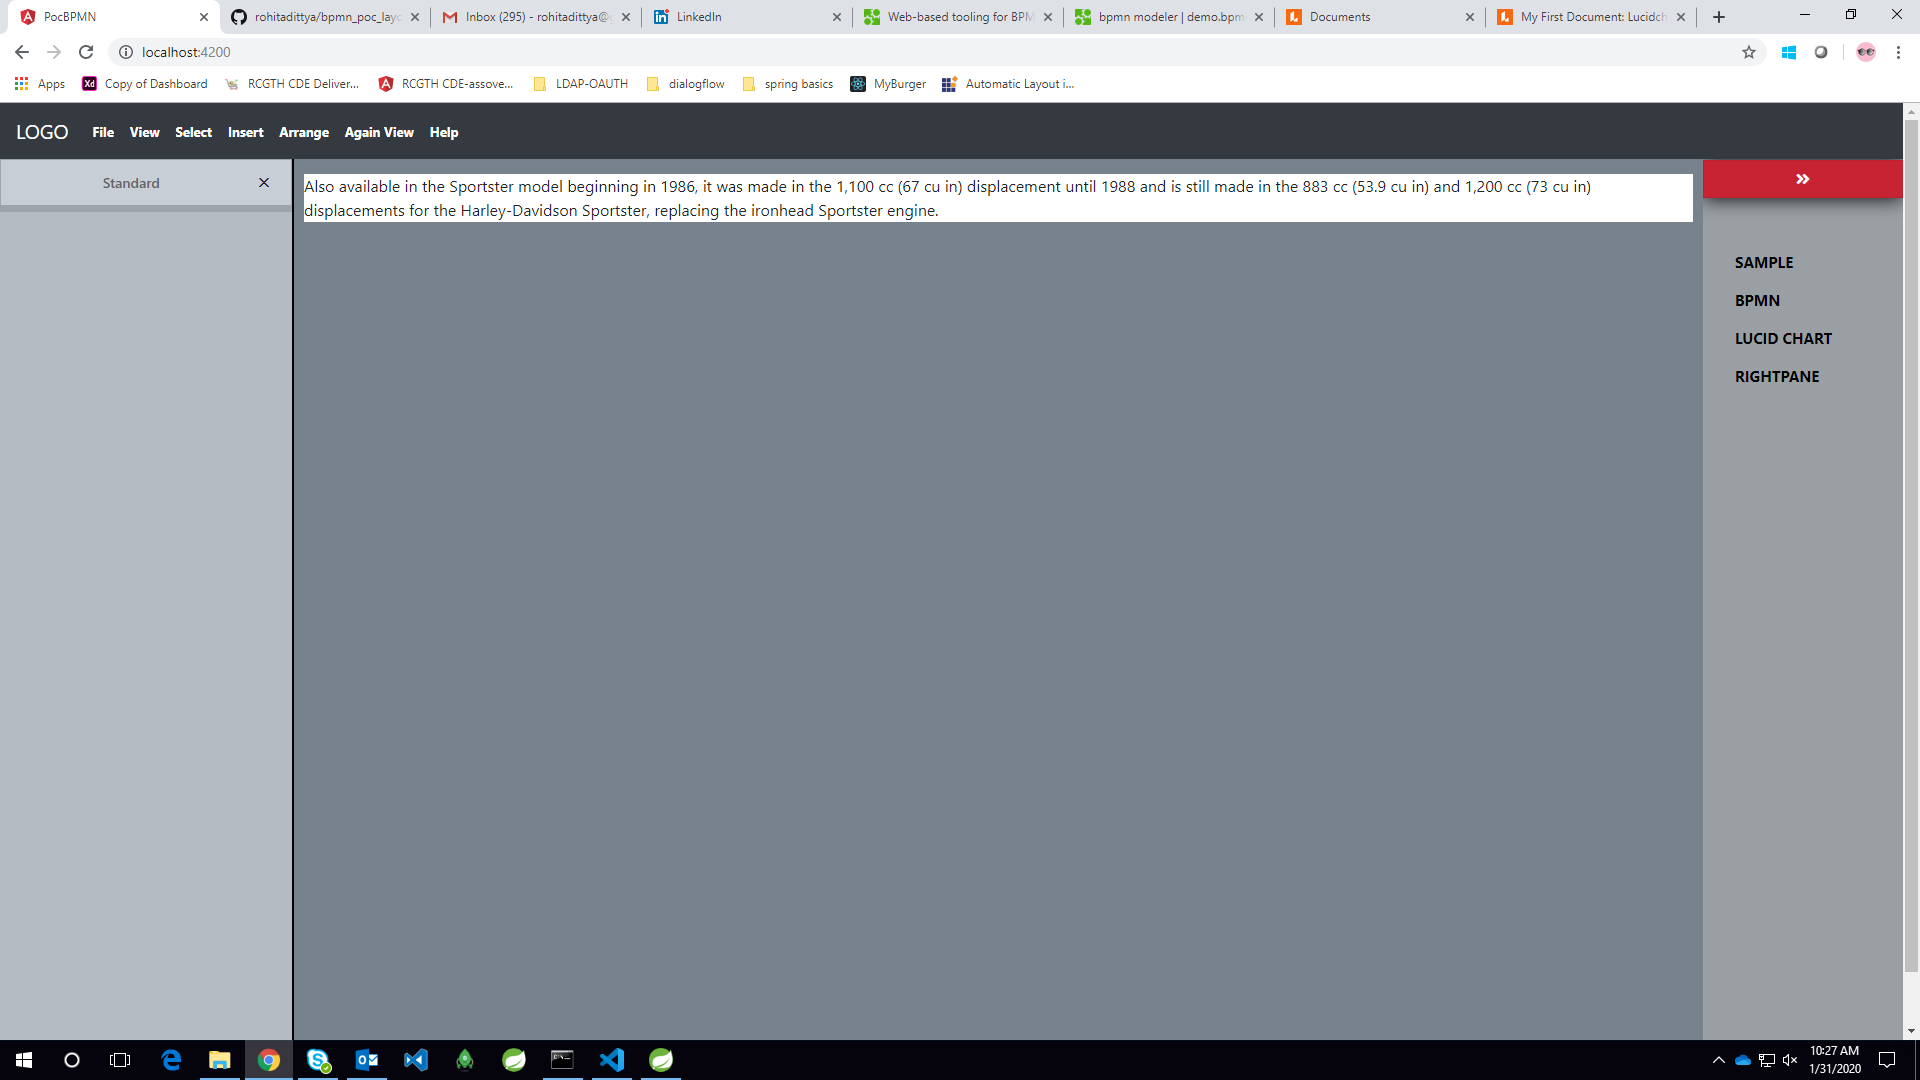 PocBPMN
rohitadittya/bpmn_poc_layo
Inbox (295) - rohitadittya@g
LinkedIn
Web-based tooling for BPM
bpmn modeler | demo.bpm
Documents
My First Document: Lucidch
localhost:4200
Apps
Copy of Dashboard
RCGTH CDE Deliver...
RCGTH CDE-assove...
LDAP-OAUTH
dialogflow
spring basics
MyBurger
Automatic Layout i...
LOGO File View Select Insert Arrange Again View Help
Standard
Also available in the Sportster model beginning in 1986, it was made in the 1,100 cc (67 cu in) displacement until 1988 and is still made in the 883 cc (53.9 cu in) and 1,200 cc (73 cu in)
displacements for the Harley-Davidson Sportster, replacing the ironhead Sportster engine.
SAMPLE
BPMN
LUCID CHART
RIGHTPANE
10:27 AM
1/31/2020